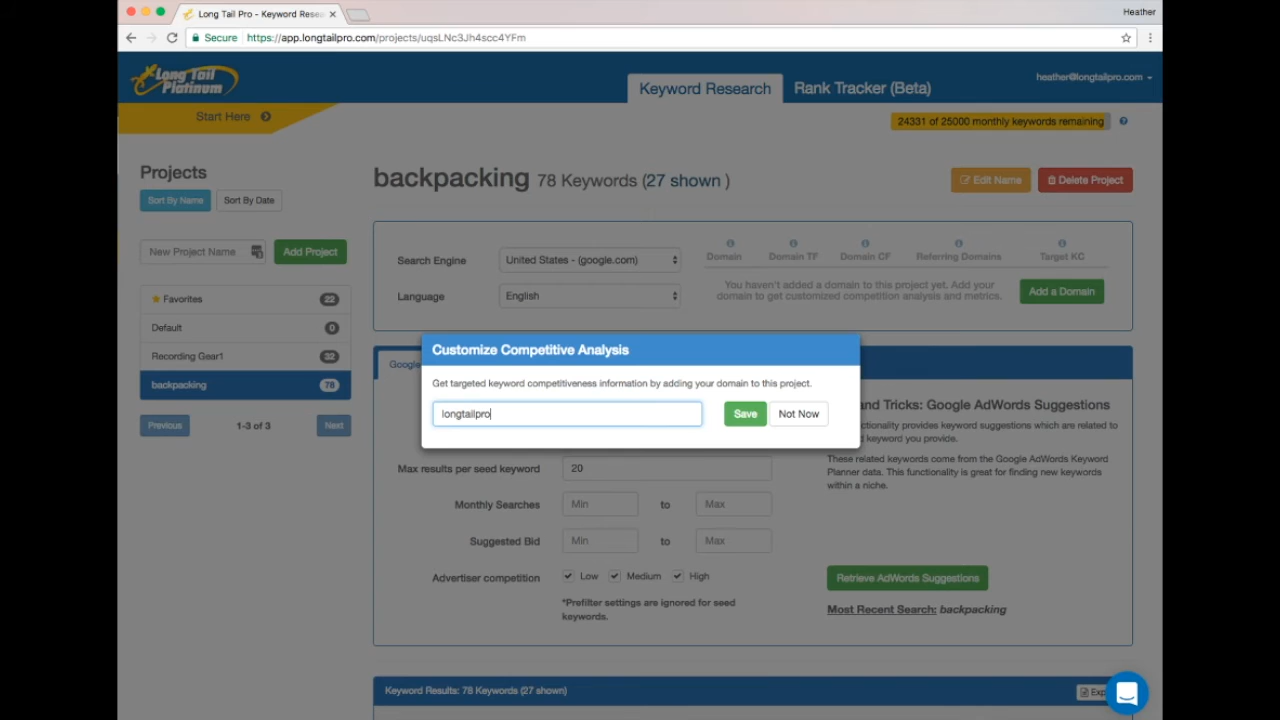 Long Tail Pro - Keyword Resea
Heather
Secure https://app.longtailpro.com/projects/uqsLNc3Jh4scc4YFm
Long Tail
Platinum
Keyword Research
Rank Tracker (Beta)
heather@longtailpro.com
Start Here
24331 of 25000 monthly keywords remaining
Projects
Sort By Name
Sort By Date
New Project Name
Add Project
Favorites 22
Default 0
Recording Gear1 32
backpacking 78
Previous
1-3 of 3
Next
backpacking 78 Keywords (27 shown )
Edit Name
Delete Project
Search Engine
United States - (google.com)
Language
English
Domain
Domain TF
Domain CF
Referring Domains
Target KC
You haven't added a domain to this project yet. Add your
domain to get customized competition analysis and metrics.
Add a Domain
Google
Customize Competitive Analysis
Get targeted keyword competitiveness information by adding your domain to this project.
longtailpro
Save
Not Now
and Tricks: Google AdWords Suggestions
ctionality provides keyword suggestions which are related to
d keyword you provide.
These related keywords come from the Google AdWords Keyword
Planner data. This functionality is great for finding new keywords
within a niche.
Max results per seed keyword
20
Monthly Searches
Min
to
Max
Suggested Bid
Min
to
Max
Advertiser competition
Low
Medium
High
*Prefilter settings are ignored for seed
keywords.
Retrieve AdWords Suggestions
Most Recent Search: backpacking
Keyword Results: 78 Keywords (27 shown)
Exp